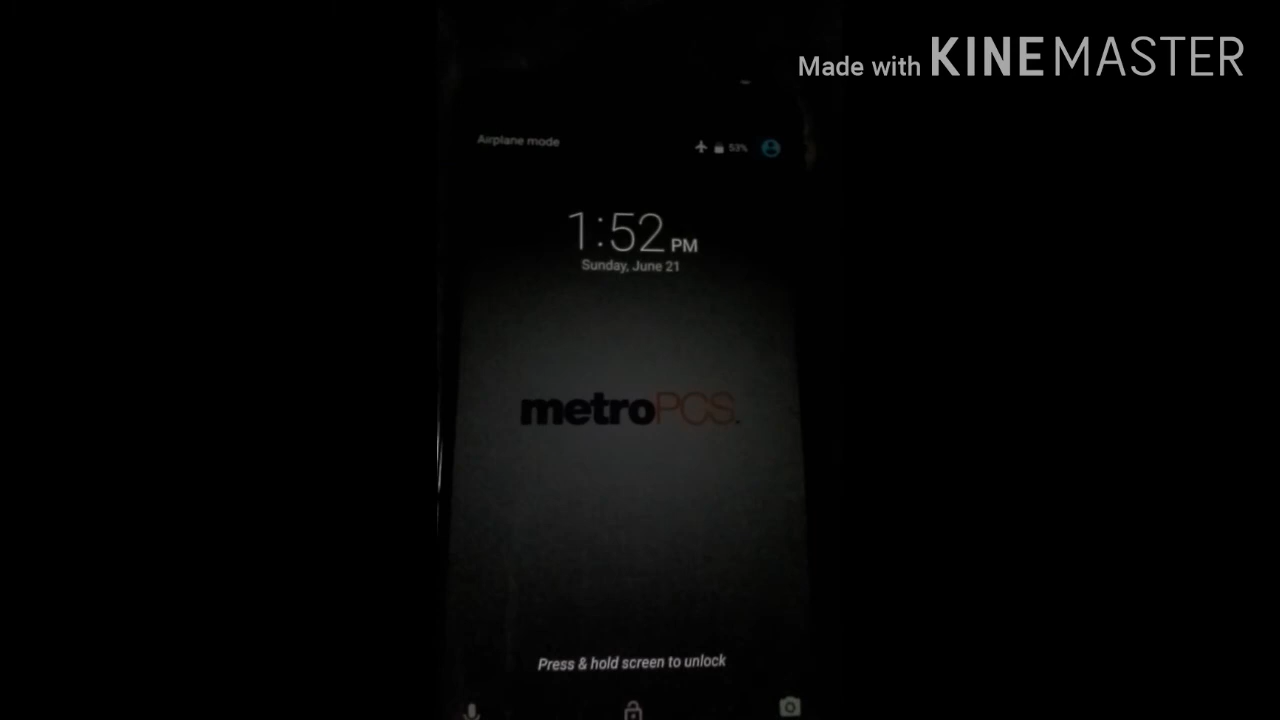 Made with KINEMASTER
Airplane mode
53%
1:52 PM
Sunday, June 21
metroPCS
Press & hold screen to unlock